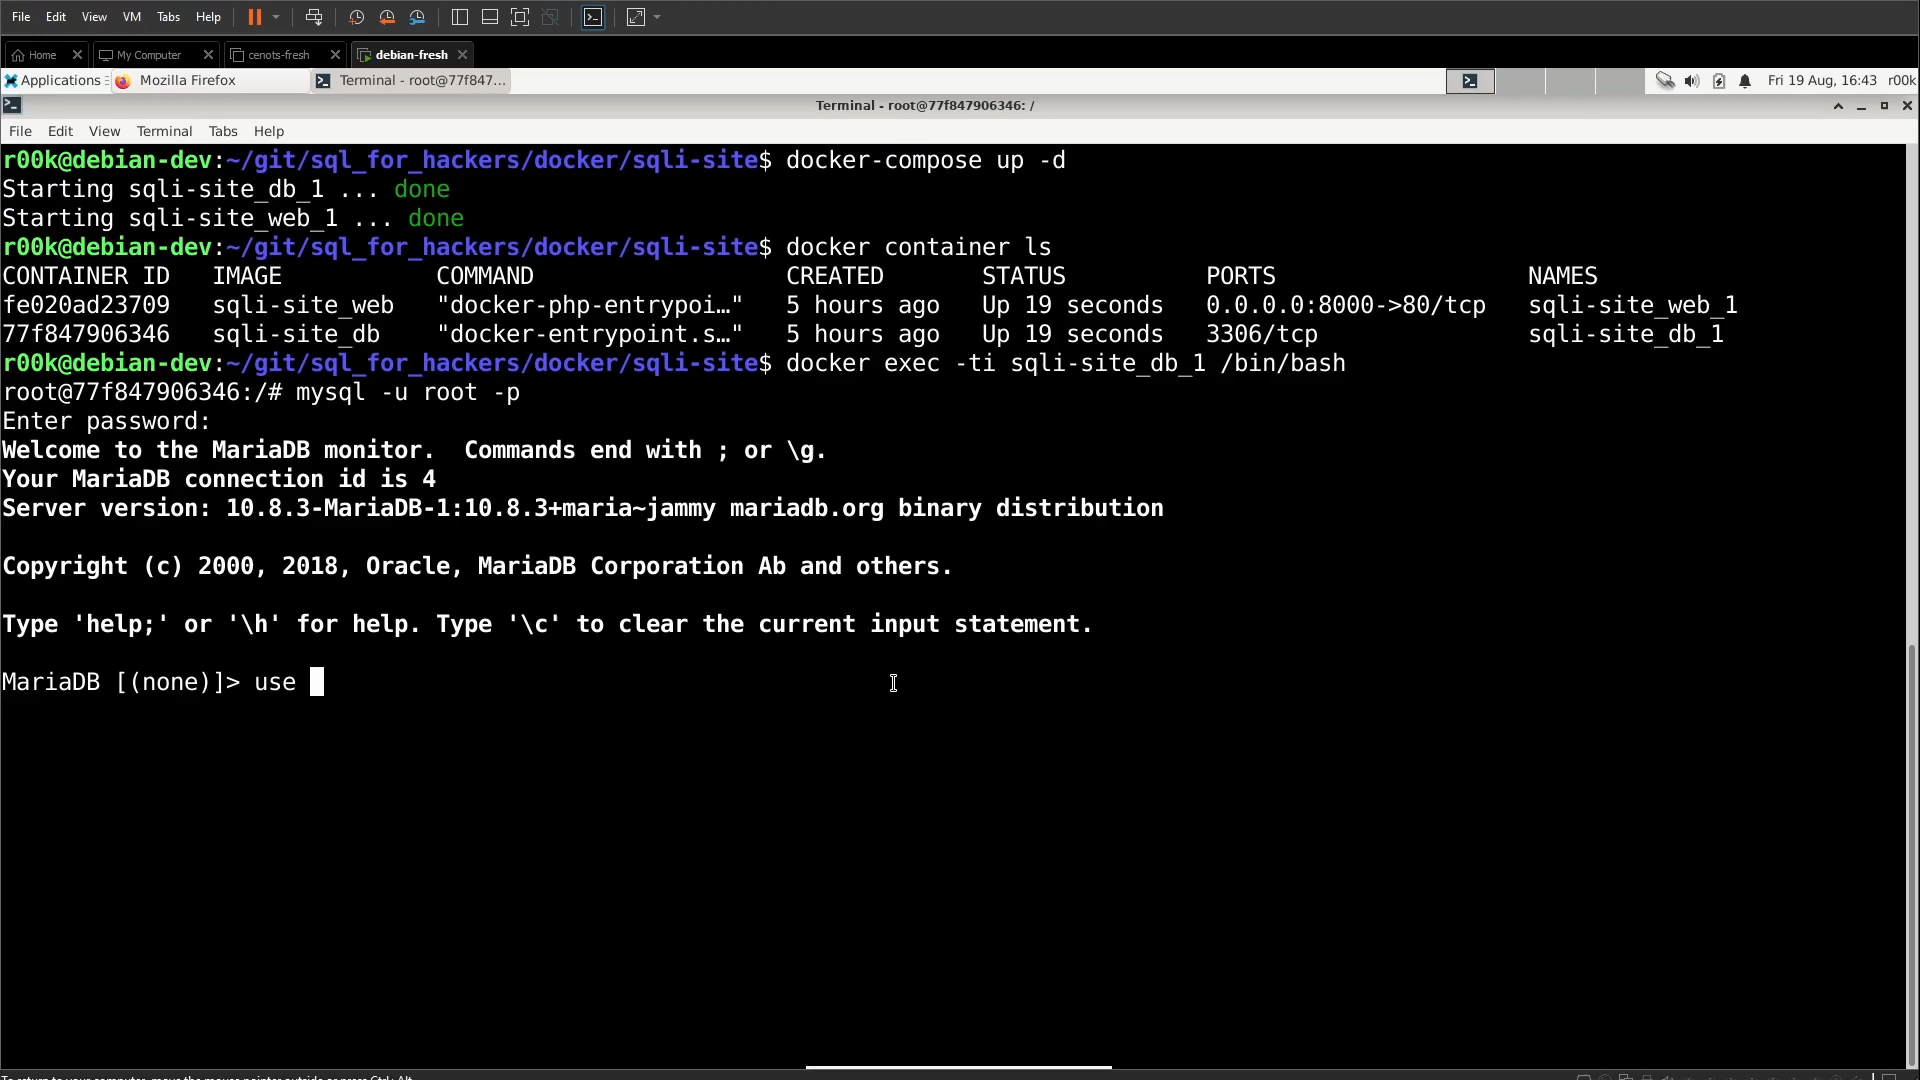 File Edit View VM Tabs Help
Home My Computer cenots-fresh debian-fresh
Applications Mozilla Firefox Terminal - root@77f847... Fri 19 Aug, 16:43 r00k
Terminal - root@77f847906346: /
File Edit View Terminal Tabs Help
r00k@debian-dev:~/git/sql_for_hackers/docker/sqli-site$ docker-compose up -d
Starting sqli-site_db_1 ... done
Starting sqli-site_web_1 ... done
r00k@debian-dev:~/git/sql_for_hackers/docker/sqli-site$ docker container ls
CONTAINER ID IMAGE COMMAND CREATED STATUS PORTS NAMES
fe020ad23709 sqli-site_web "docker-php-entrypoi…" 5 hours ago Up 19 seconds 0.0.0.0:8000->80/tcp sqli-site_web_1
77f847906346 sqli-site_db "docker-entrypoint.s…" 5 hours ago Up 19 seconds 3306/tcp sqli-site_db_1
r00k@debian-dev:~/git/sql_for_hackers/docker/sqli-site$ docker exec -ti sqli-site_db_1 /bin/bash
root@77f847906346:/# mysql -u root -p
Enter password:
Welcome to the MariaDB monitor.  Commands end with ; or \g.
Your MariaDB connection id is 4
Server version: 10.8.3-MariaDB-1:10.8.3+maria~jammy mariadb.org binary distribution
Copyright (c) 2000, 2018, Oracle, MariaDB Corporation Ab and others.
Type 'help;' or '\h' for help. Type '\c' to clear the current input statement.
MariaDB [(none)]> use